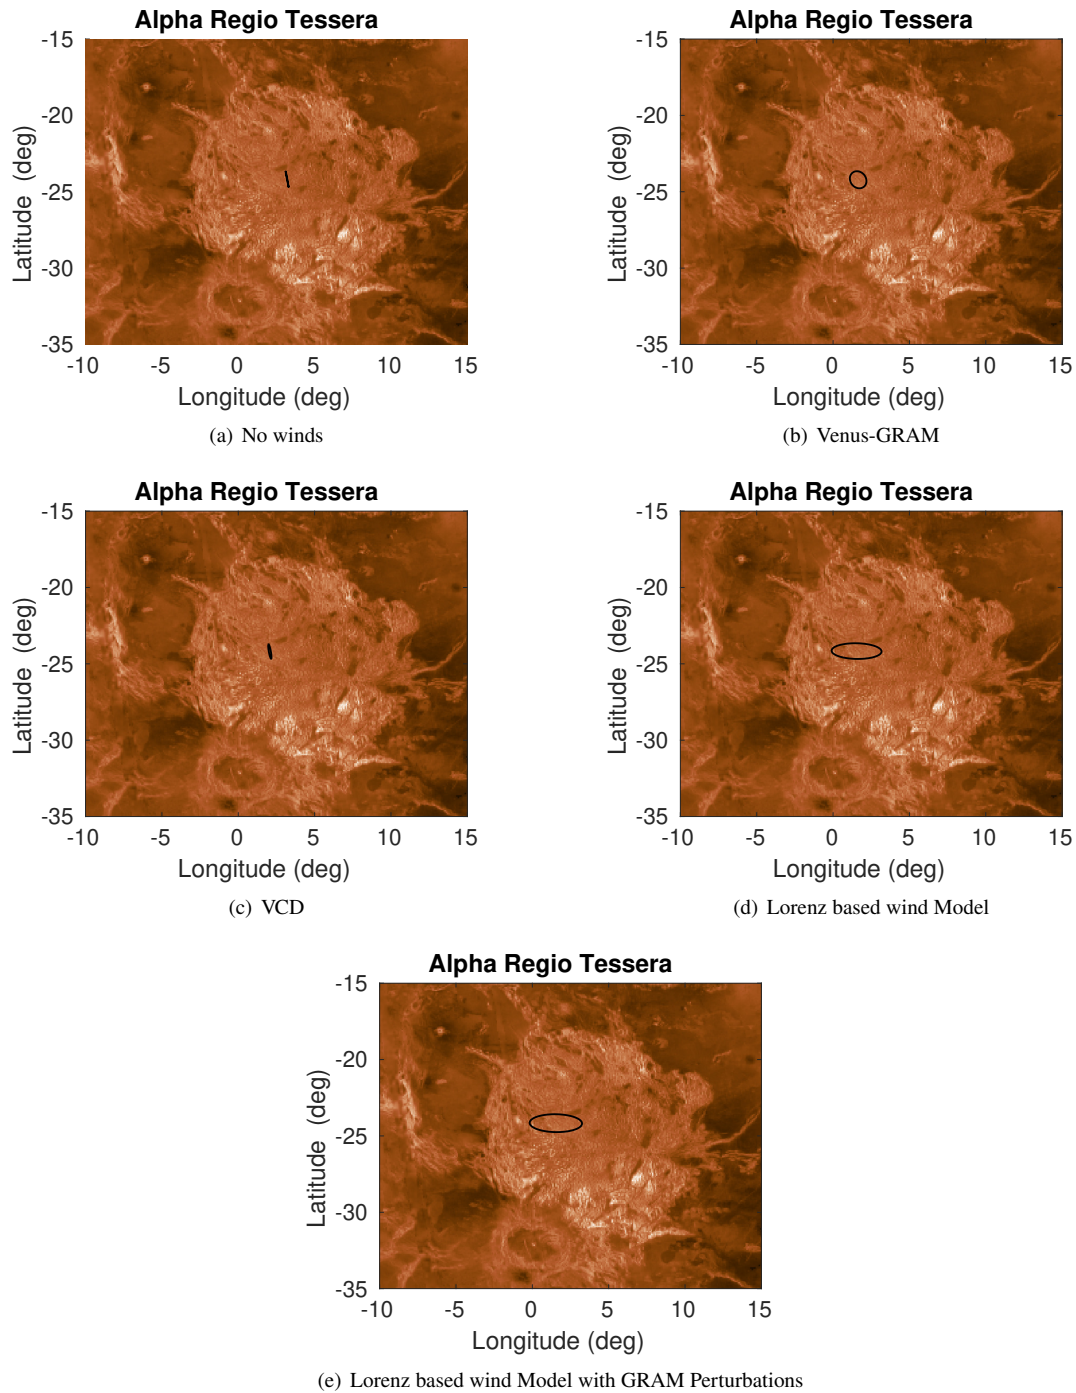 Alpha Regio Tessera
-15
-20
-25
-30
-35
Latitude (deg)
-10 -5 0 5 10 15
Longitude (deg)
(a) No winds
Alpha Regio Tessera
-15
-20
-25
-30
-35
Latitude (deg)
-10 -5 0 5 10 15
Longitude (deg)
(b) Venus-GRAM
Alpha Regio Tessera
-15
-20
-25
-30
-35
Latitude (deg)
-10 -5 0 5 10 15
Longitude (deg)
(c) VCD
Alpha Regio Tessera
-15
-20
-25
-30
-35
Latitude (deg)
-10 -5 0 5 10 15
Longitude (deg)
(d) Lorenz based wind Model
Alpha Regio Tessera
-15
-20
-25
-30
-35
Latitude (deg)
-10 -5 0 5 10 15
Longitude (deg)
(e) Lorenz based wind Model with GRAM Perturbations